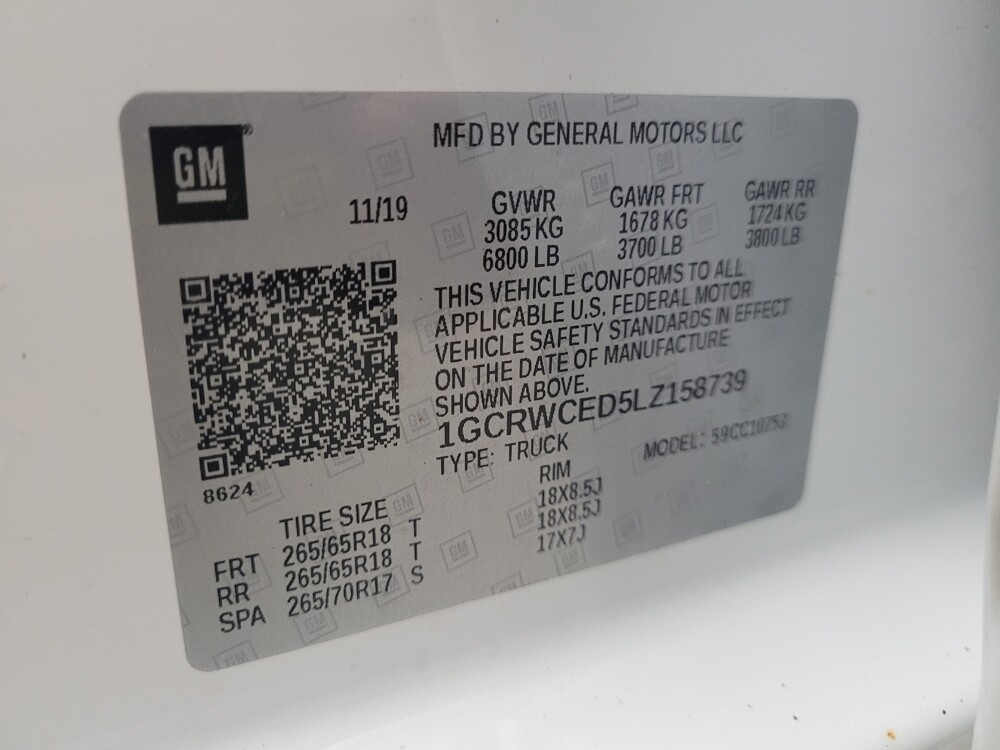 GM
MFD BY GENERAL MOTORS LLC
11/19
GVWR GAWR FRT GAWR RR
3085 KG 1678 KG 1724 KG
6800 LB 3700 LB 3800 LB
THIS VEHICLE CONFORMS TO ALL
APPLICABLE U.S. FEDERAL MOTOR
VEHICLE SAFETY STANDARDS IN EFFECT
ON THE DATE OF MANUFACTURE
SHOWN ABOVE.
1GCRWCED5LZ158739
TYPE: TRUCK MODEL:
8624
TIRE SIZE RIM
FRT 265/65R18 T 18X8.5J
RR 265/65R18 T 18X8.5J
SPA 265/70R17 S 17X7J